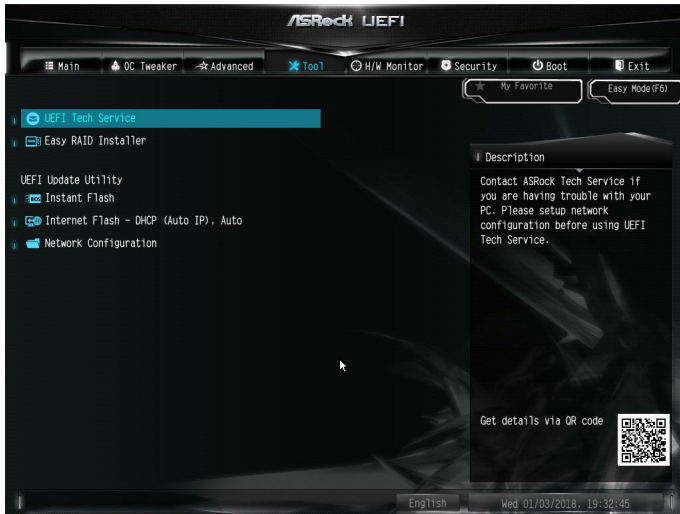 ASRock UEFI
Main OC Tweaker Advanced Tool H/W Monitor Security Boot Exit
My Favorite Easy Mode(F6)
UEFI Tech Service
Easy RAID Installer
UEFI Update Utility
Instant Flash
Internet Flash - DHCP (Auto IP), Auto
Network Configuration
Description
Contact ASRock Tech Service if
you are having trouble with your
PC. Please setup network
configuration before using UEFI
Tech Service.
Get details via QR code
English Wed 01/03/2018, 19:32:45